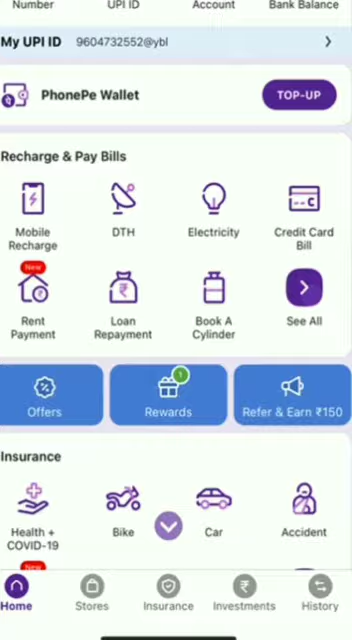 Number UPI ID Account Bank Balance
My UPI ID 9604732552@ybl
PhonePe Wallet TOP-UP
Recharge & Pay Bills
Mobile Recharge
DTH
Electricity
Credit Card Bill
New
Rent Payment
Loan Repayment
Book A Cylinder
See All
1
Offers
Rewards
Refer & Earn ₹150
Insurance
Health + COVID-19
Bike
Car
Accident
New
Home Stores Insurance Investments History